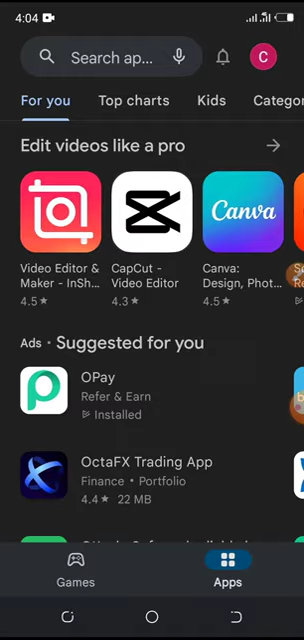 4:04
Search ap...
C
For you
Top charts
Kids
Categor
Edit videos like a pro
Canva
Video Editor &
Maker - InSh...
4.5★
CapCut -
Video Editor
4.3★
Canva:
Design, Phot...
4.5★
Ads • Suggested for you
OPay
Refer & Earn
Installed
OctaFX Trading App
Finance • Portfolio
4.4★ 22 MB
Games
Apps